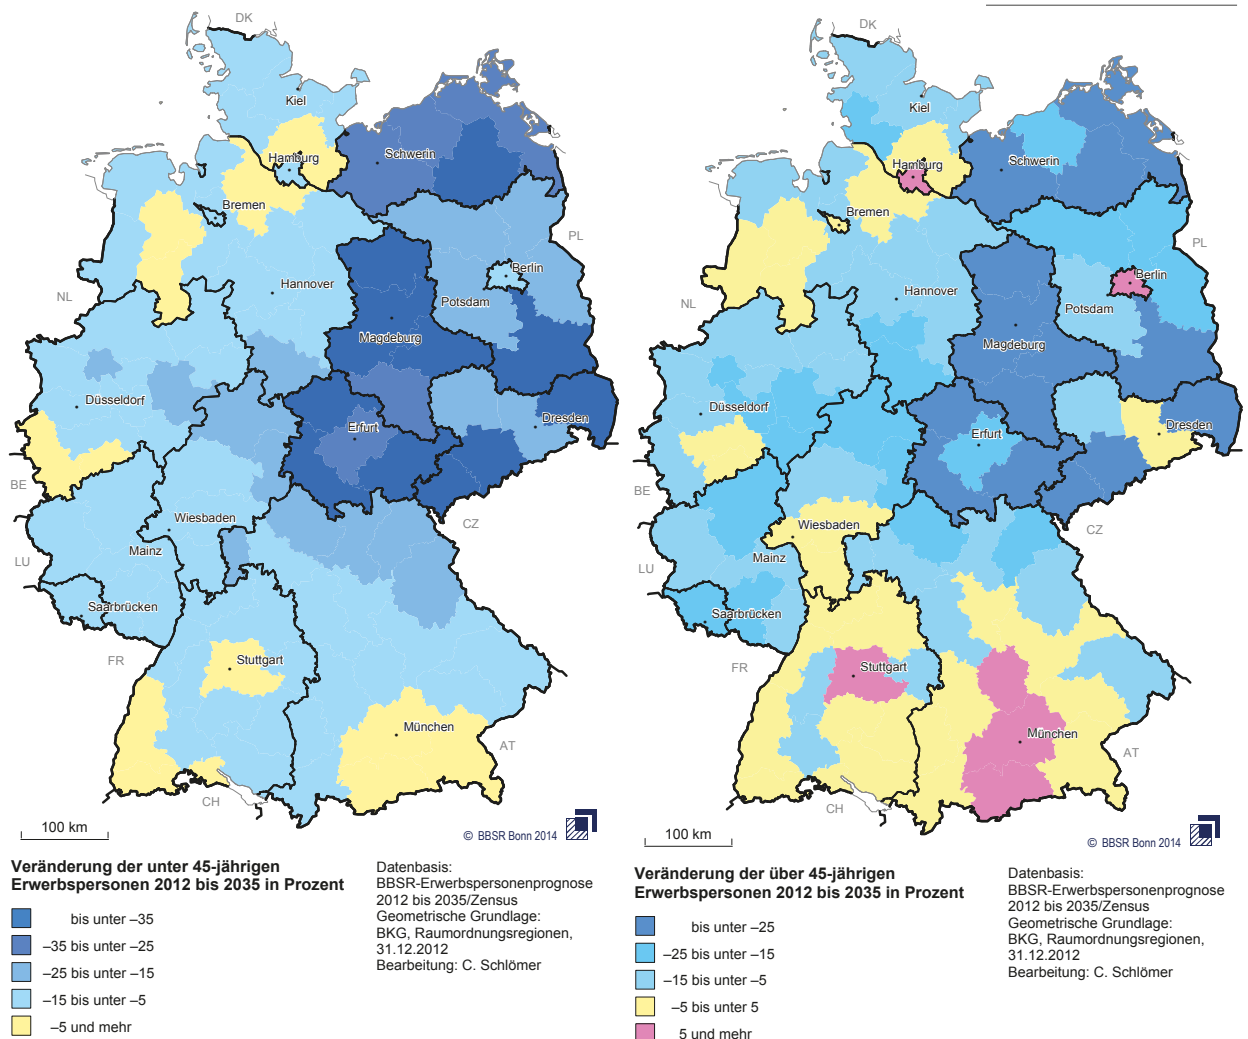 DK
Kiel
Hamburg
Schwerin
Bremen
PL
Berlin
NL
Hannover
Potsdam
Magdeburg
Düsseldorf
Dresden
Erfurt
BE
Wiesbaden
CZ
LU
Mainz
Saarbrücken
FR
Stuttgart
München
AT
CH
100 km
© BBSR Bonn 2014
Veränderung der unter 45-jährigen
Erwerbspersonen 2012 bis 2035 in Prozent
bis unter –35
–35 bis unter –25
–25 bis unter –15
–15 bis unter –5
–5 und mehr
Datenbasis:
BBSR-Erwerbspersonenprognose
2012 bis 2035/Zensus
Geometrische Grundlage:
BKG, Raumordnungsregionen,
31.12.2012
Bearbeitung: C. Schlömer
DK
Kiel
Hamburg
Schwerin
Bremen
PL
Berlin
NL
Hannover
Potsdam
Magdeburg
Düsseldorf
Dresden
Erfurt
BE
Wiesbaden
CZ
Mainz
LU
Saarbrücken
FR
Stuttgart
München
AT
CH
100 km
© BBSR Bonn 2014
Veränderung der über 45-jährigen
Erwerbspersonen 2012 bis 2035 in Prozent
bis unter –25
–25 bis unter –15
–15 bis unter –5
–5 bis unter 5
5 und mehr
Datenbasis:
BBSR-Erwerbspersonenprognose
2012 bis 2035/Zensus
Geometrische Grundlage:
BKG, Raumordnungsregionen,
31.12.2012
Bearbeitung: C. Schlömer